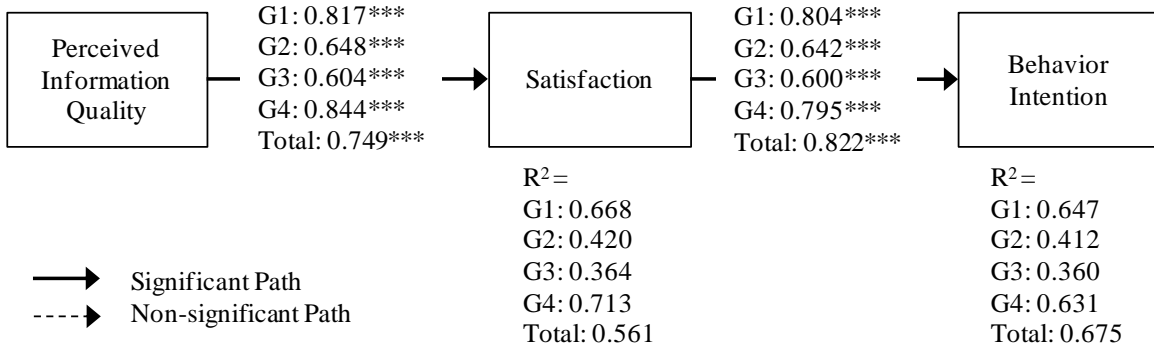 Perceived
Information
Quality
G1: 0.817***
G2: 0.648***
G3: 0.604***
G4: 0.844***
Total: 0.749***
Satisfaction
G1: 0.804***
G2: 0.642***
G3: 0.600***
G4: 0.795***
Total: 0.822***
Behavior
Intention
R² =
G1: 0.668
G2: 0.420
G3: 0.364
G4: 0.713
Total: 0.561
R² =
G1: 0.647
G2: 0.412
G3: 0.360
G4: 0.631
Total: 0.675
Significant Path
Non-significant Path